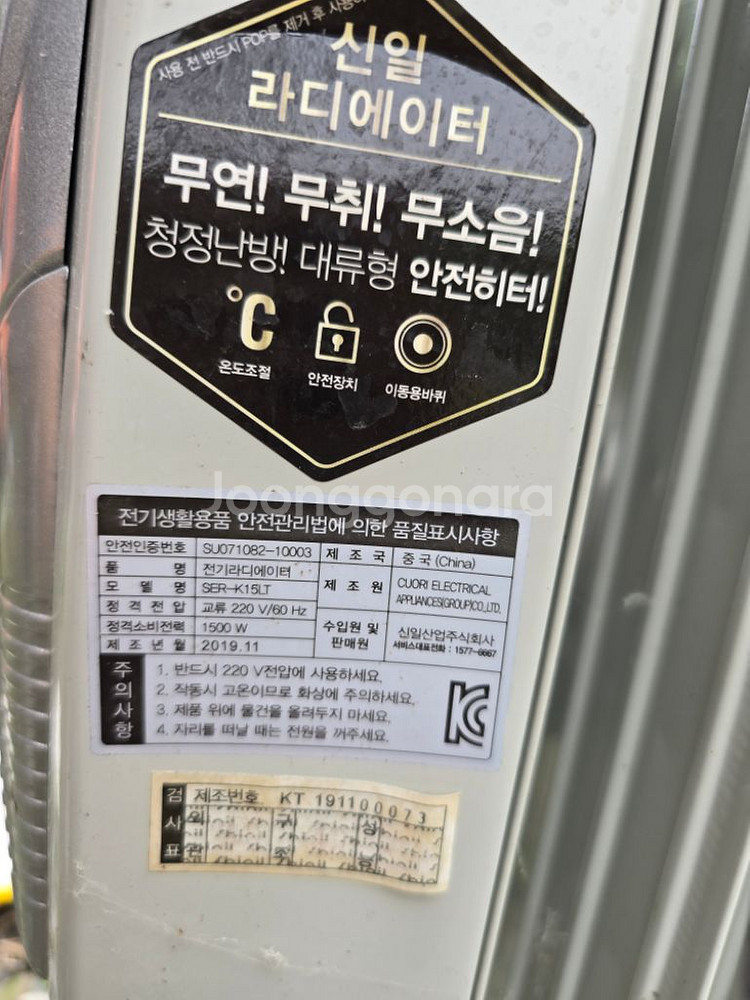 사용 전 반드시 POP를 제거 후 사용하
신일
라디에이터
무연! 무취! 무소음!
청정난방! 대류형 안전히터!
°C
온도조절 안전장치 이동용바퀴
Joonggonara
전기생활용품 안전관리법에 의한 품질표시사항
안전인증번호 SU071082-10003 제조국 중국 (China)
품명 전기라디에이터 제조원 CUORI ELECTRICAL APPLIANCES(GROUP)CO.,LTD.
모델명 SER-K15LT
정격전압 교류 220 V/60 Hz
정격소비전력 1500 W 수입원 및 판매원 신일산업주식회사
제조년월 2019.11 서비스대표전화 : 1577-6667
주의사항
1. 반드시 220 V전압에 사용하세요.
2. 작동시 고온이므로 화상에 주의하세요.
3. 제품 위에 물건을 올려두지 마세요.
4. 자리를 떠날 때는 전원을 꺼주세요.
검사표 제조번호 KT 191100073
외관 구조 성능